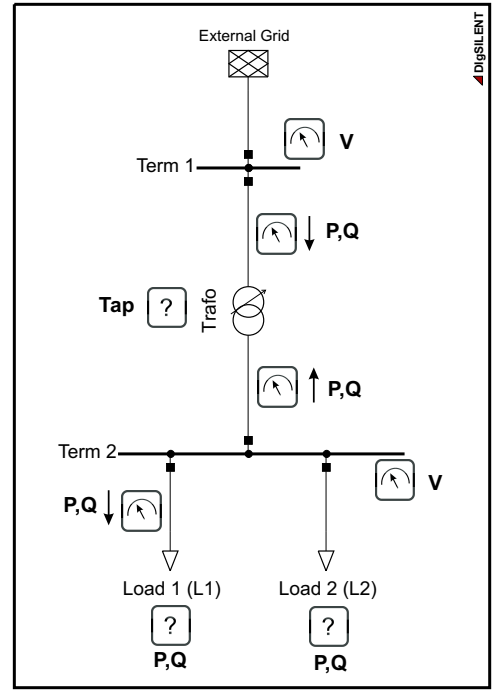 External Grid
DIgSILENT
V
Term 1
P,Q
Tap
?
Trafo
P,Q
Term 2
V
P,Q
Load 1 (L1)
Load 2 (L2)
?
?
P,Q
P,Q